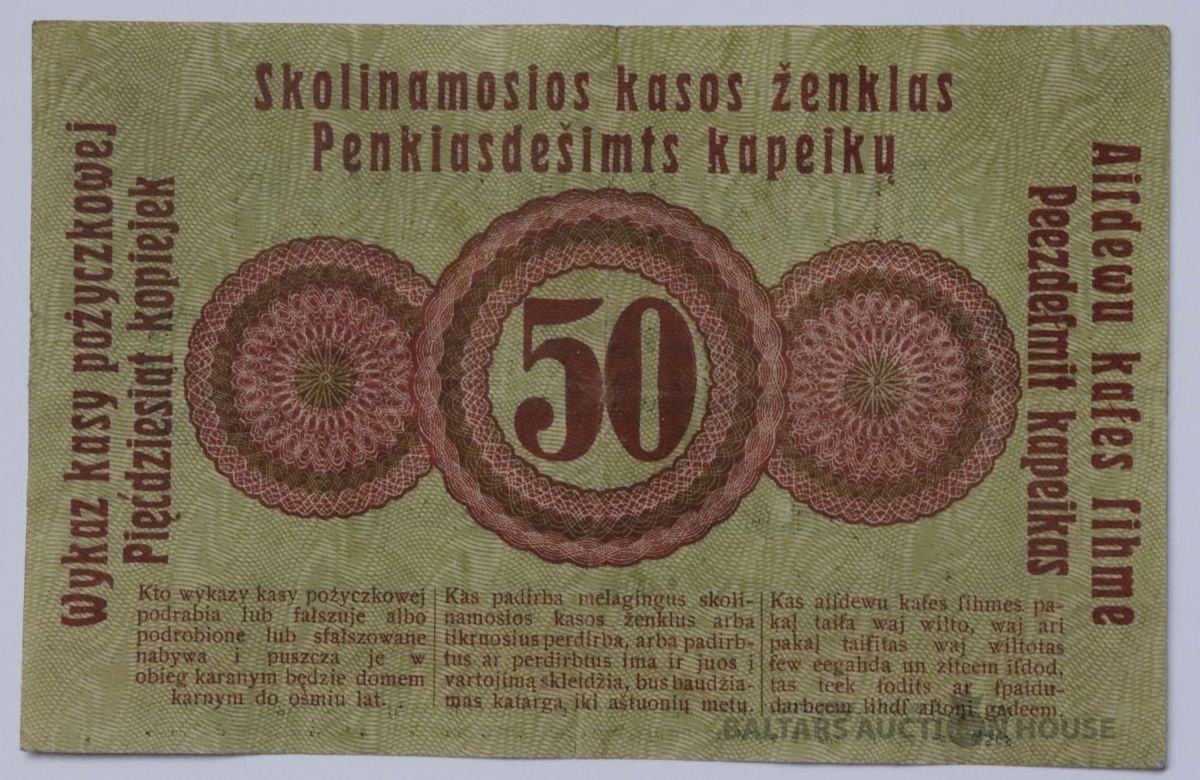 Skolinamosios kasos ženklas
Penkiasdešimts kapeikų
Wykaz kasy pożyczkowej
Pięćdziesiąt kopiejek
Aiſdewu kaſes ſihme
Peezdeſmit kapeikas
50
Kto wykazy kasy pożyczkowej
podrabia lub fałszuje albo
podrobione lub sfałszowane
nabywa i puszcza je w
obieg karanym będzie domem
karnym do ośmiu lat.
Kas padirba melagingus skoli-
namosios kasos ženklus arba
tikruosius perdirba, arba padirb-
tus ar perdirbtus ima ir juos į
vartojimą skleidžia, bus baudžia-
mas katarga iki aštuonių metų.
Kas aiſdewu kaſes ſihmes pa-
kaļ taiſa waj wilto, waj ari
pakaļ taiſitas waj wiltotas
ſew eegahda un ziteem iſdod,
tas teek ſodits ar ſpaidu-
darbeem lihdſ aſtoņi gadeem.
BALTARS AUCTION HOUSE